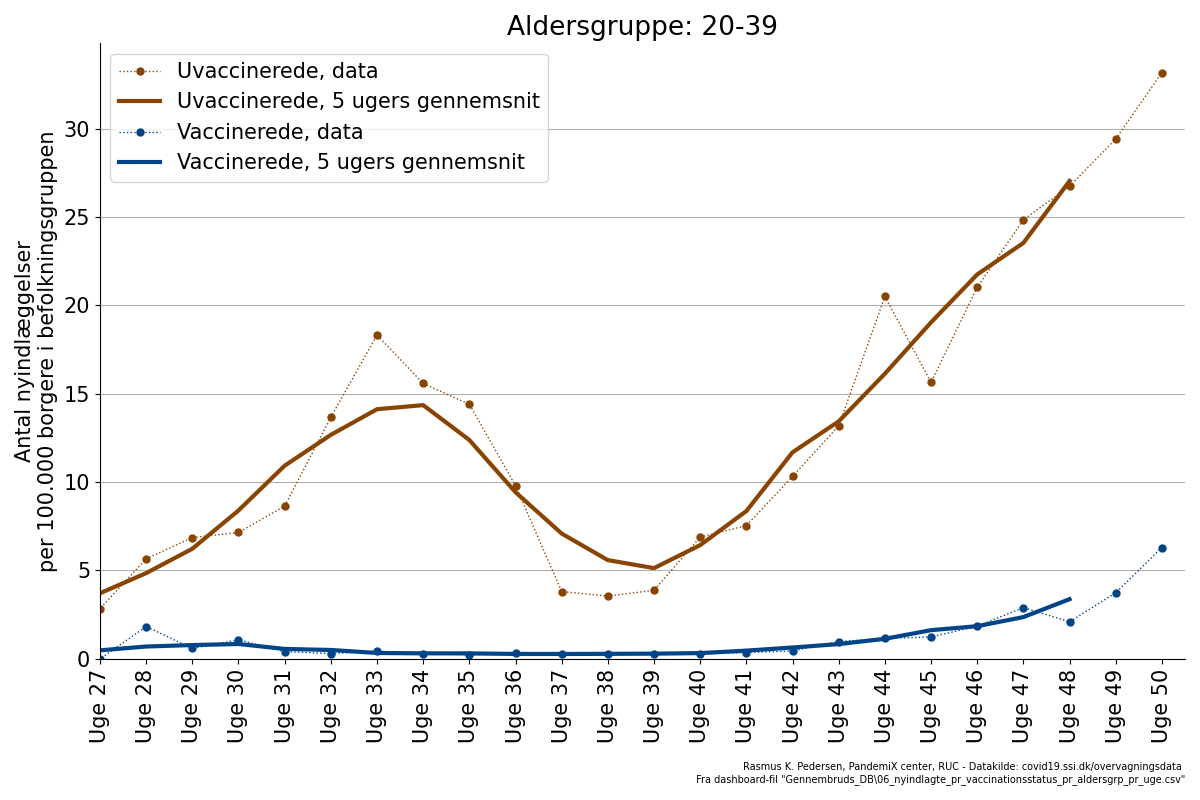 Aldersgruppe: 20-39
Uvaccinerede, data
Uvaccinerede, 5 ugers gennemsnit
Vaccinerede, data
Vaccinerede, 5 ugers gennemsnit
Antal nyindlæggelser
per 100.000 borgere i befolkningsgruppen
30
25
20
15
10
5
0
Uge 27
Uge 28
Uge 29
Uge 30
Uge 31
Uge 32
Uge 33
Uge 34
Uge 35
Uge 36
Uge 37
Uge 38
Uge 39
Uge 40
Uge 41
Uge 42
Uge 43
Uge 44
Uge 45
Uge 46
Uge 47
Uge 48
Uge 49
Uge 50
Rasmus K. Pedersen, PandemiX center, RUC - Datakilde: covid19.ssi.dk/overvagningsdata
Fra dashboard-fil "Gennembruds_DB\06_nyindlagte_pr_vaccinationsstatus_pr_aldersgrp_pr_uge.csv"